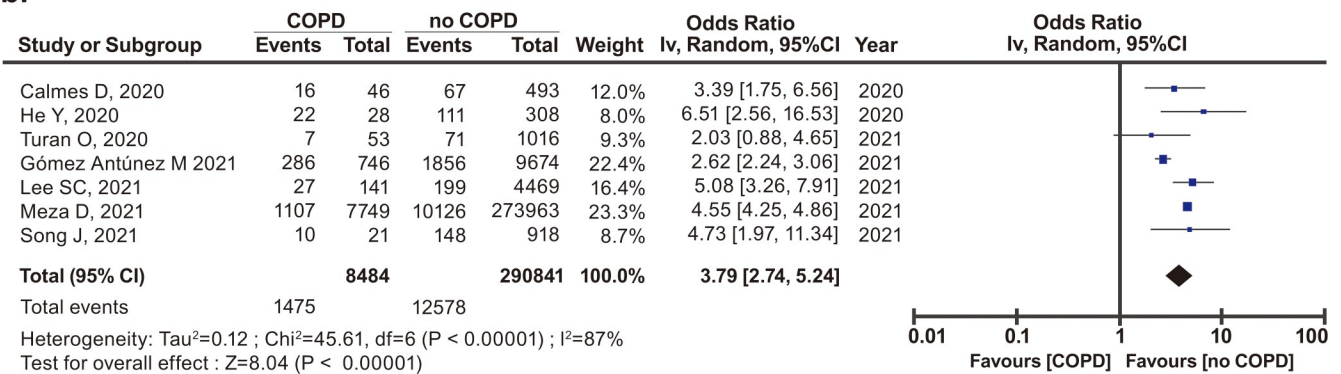 COPD no COPD Odds Ratio Odds Ratio
Study or Subgroup Events Total Events Total Weight Iv, Random, 95%CI Year Iv, Random, 95%CI
Calmes D, 2020 16 46 67 493 12.0% 3.39 [1.75, 6.56] 2020
He Y, 2020 22 28 111 308 8.0% 6.51 [2.56, 16.53] 2020
Turan O, 2020 7 53 71 1016 9.3% 2.03 [0.88, 4.65] 2021
Gómez Antúnez M 2021 286 746 1856 9674 22.4% 2.62 [2.24, 3.06] 2021
Lee SC, 2021 27 141 199 4469 16.4% 5.08 [3.26, 7.91] 2021
Meza D, 2021 1107 7749 10126 273963 23.3% 4.55 [4.25, 4.86] 2021
Song J, 2021 10 21 148 918 8.7% 4.73 [1.97, 11.34] 2021
Total (95% CI) 8484 290841 100.0% 3.79 [2.74, 5.24]
Total events 1475 12578
Heterogeneity: Tau²=0.12 ; Chi²=45.61, df=6 (P < 0.00001) ; I²=87%
Test for overall effect : Z=8.04 (P < 0.00001)
0.01 0.1 1 10 100
Favours [COPD] Favours [no COPD]